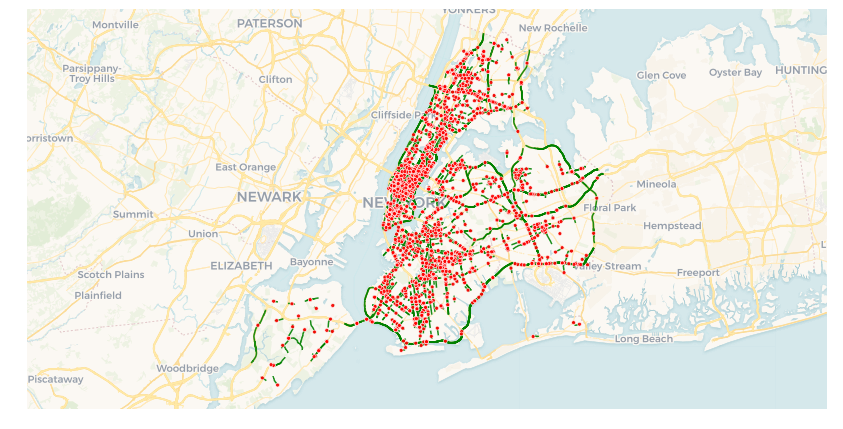 YONKERS
Montville
PATERSON
New Rochelle
Parsippany-
Troy Hills
Clifton
Glen Cove
Oyster Bay
HUNTING
Cliffside Par
orristown
East Orange
Mineola
NEWARK
NEW YORK
Summit
Floral Park
Union
Hempstead
L
ELIZABETH
Bayonne
Valley Stream
Scotch Plains
Freeport
Plainfield
Long Beach
Woodbridge
Piscataway